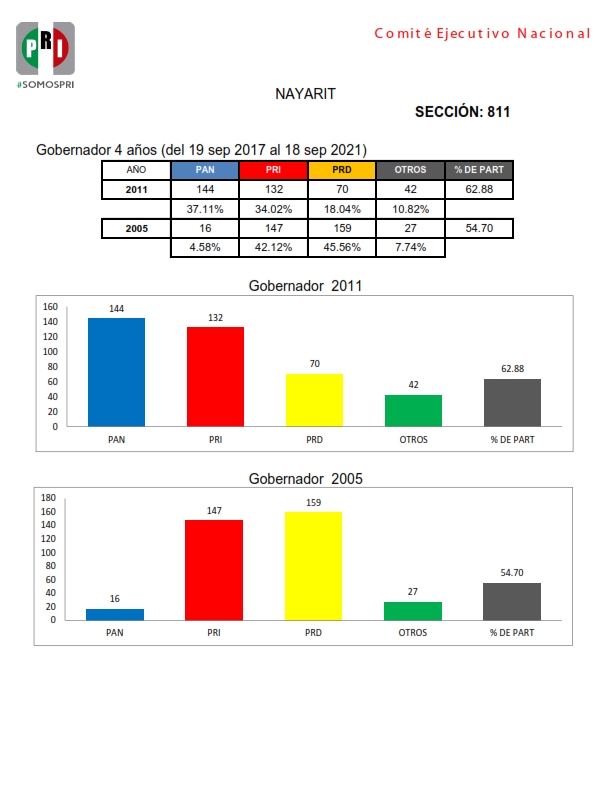 Comité Ejecutivo Nacional
PRI
#SOMOSPRI
NAYARIT
SECCIÓN: 811
Gobernador 4 años (del 19 sep 2017 al 18 sep 2021)
AÑO PAN PRI PRD OTROS % DE PART
2011 144 132 70 42 62.88
37.11% 34.02% 18.04% 10.82%
2005 16 147 159 27 54.70
4.58% 42.12% 45.56% 7.74%
Gobernador 2011
160
140
120
100
80
60
40
20
0
144 132 70 42 62.88
PAN PRI PRD OTROS % DE PART
Gobernador 2005
180
160
140
120
100
80
60
40
20
0
16 147 159 27 54.70
PAN PRI PRD OTROS % DE PART